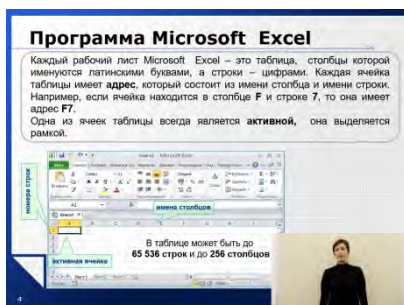 Программа Microsoft Excel
Каждый рабочий лист Microsoft Excel – это таблица, столбцы которой
именуются латинскими буквами, а строки – цифрами. Каждая ячейка
таблицы имеет адрес, который состоит из имени столбца и имени строки.
Например, если ячейка находится в столбце F и строке 7, то она имеет
адрес F7.
Одна из ячеек таблицы всегда является активной, она выделяется
рамкой.
номера строк
A1
имена столбцов
активная ячейка
В таблице может быть до
65 536 строк и до 256 столбцов
4